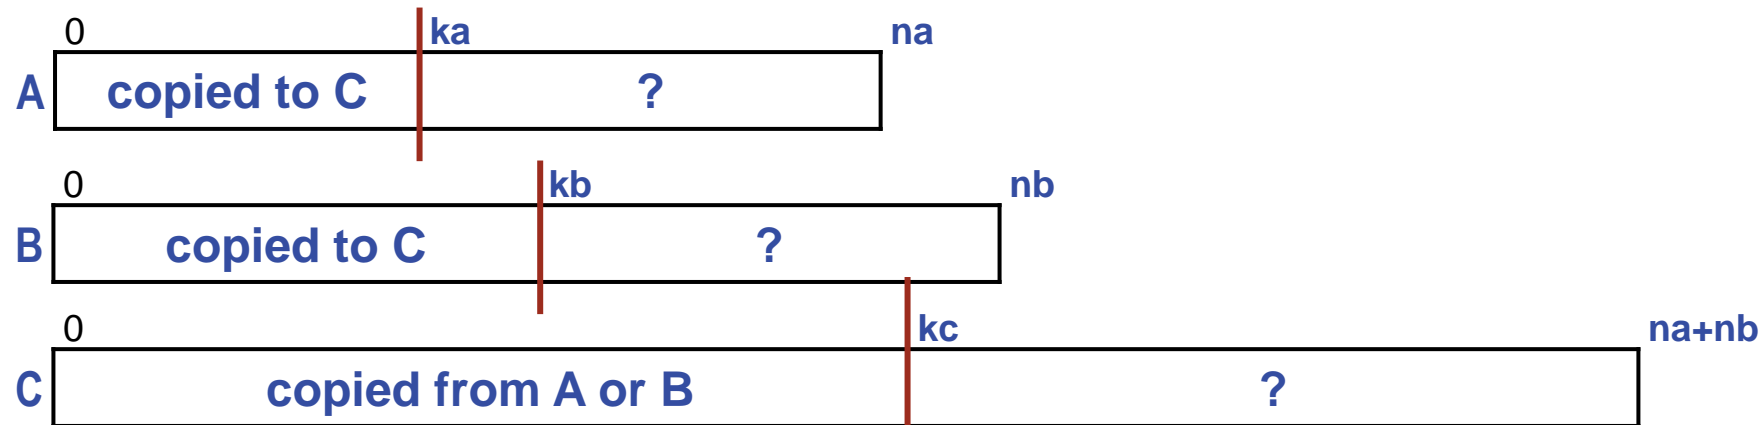 0 ka na
A copied to C ?
0 kb nb
B copied to C ?
0 kc na+nb
C copied from A or B ?